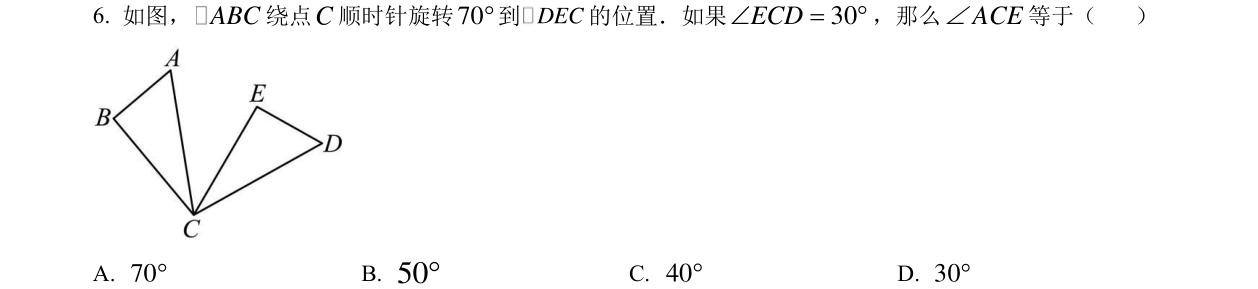 6. 如图，□ABC 绕点 C 顺时针旋转 70° 到□DEC 的位置．如果∠ECD = 30°，那么∠ACE 等于（　　）
A
E
B
D
C
A. 70°	B. 50°	C. 40°	D. 30°